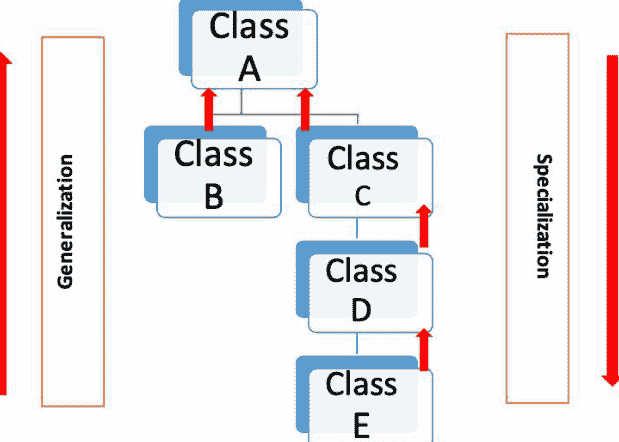 Class
A
Class
B
Class
C
Class
D
Class
E
Generalization
Specialization